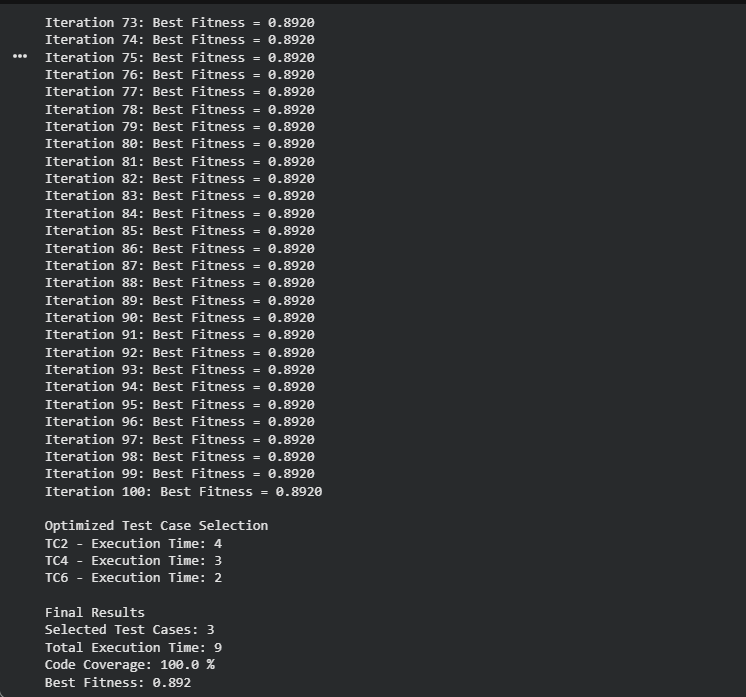 Iteration 73: Best Fitness = 0.8920
Iteration 74: Best Fitness = 0.8920
Iteration 75: Best Fitness = 0.8920
Iteration 76: Best Fitness = 0.8920
Iteration 77: Best Fitness = 0.8920
Iteration 78: Best Fitness = 0.8920
Iteration 79: Best Fitness = 0.8920
Iteration 80: Best Fitness = 0.8920
Iteration 81: Best Fitness = 0.8920
Iteration 82: Best Fitness = 0.8920
Iteration 83: Best Fitness = 0.8920
Iteration 84: Best Fitness = 0.8920
Iteration 85: Best Fitness = 0.8920
Iteration 86: Best Fitness = 0.8920
Iteration 87: Best Fitness = 0.8920
Iteration 88: Best Fitness = 0.8920
Iteration 89: Best Fitness = 0.8920
Iteration 90: Best Fitness = 0.8920
Iteration 91: Best Fitness = 0.8920
Iteration 92: Best Fitness = 0.8920
Iteration 93: Best Fitness = 0.8920
Iteration 94: Best Fitness = 0.8920
Iteration 95: Best Fitness = 0.8920
Iteration 96: Best Fitness = 0.8920
Iteration 97: Best Fitness = 0.8920
Iteration 98: Best Fitness = 0.8920
Iteration 99: Best Fitness = 0.8920
Iteration 100: Best Fitness = 0.8920
Optimized Test Case Selection
TC2 - Execution Time: 4
TC4 - Execution Time: 3
TC6 - Execution Time: 2
Final Results
Selected Test Cases: 3
Total Execution Time: 9
Code Coverage: 100.0 %
Best Fitness: 0.892